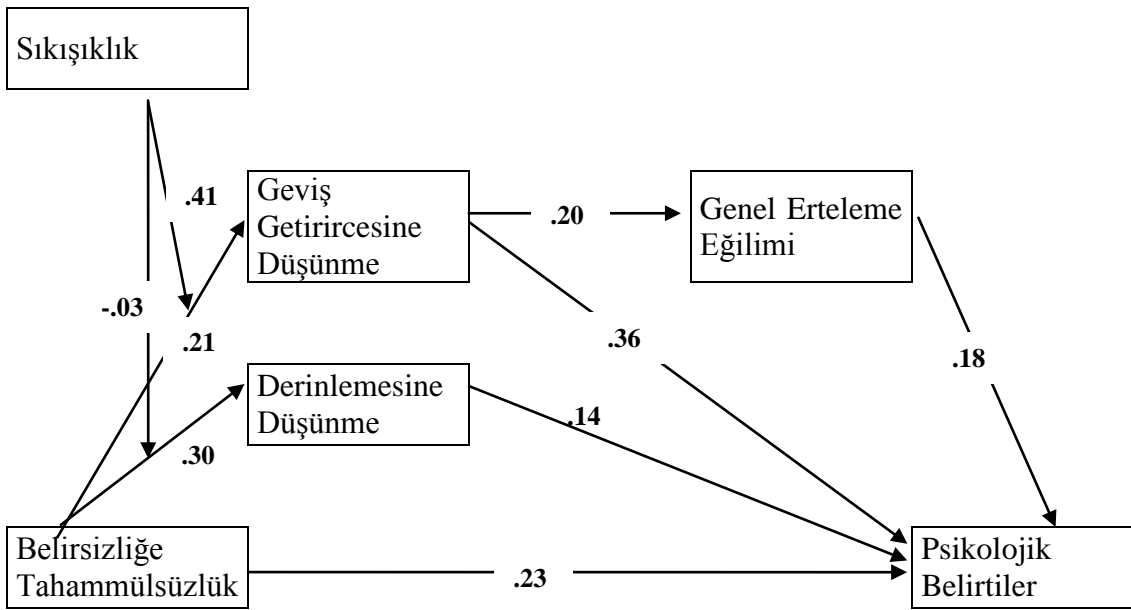 Sıkışıklık
.41
Geviş
Getirircesine
Düşünme
.20
Genel Erteleme
Eğilimi
-.03
.21
.36
.18
Derinlemesine
Düşünme
.14
.30
Belirsizliğe
Tahammülsüzlük
.23
Psikolojik
Belirtiler